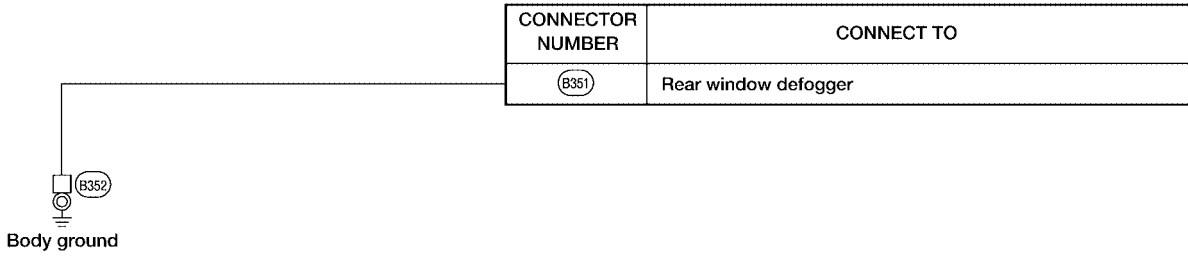 CONNECTOR
NUMBER
CONNECT TO
B351
Rear window defogger
B352
Body ground